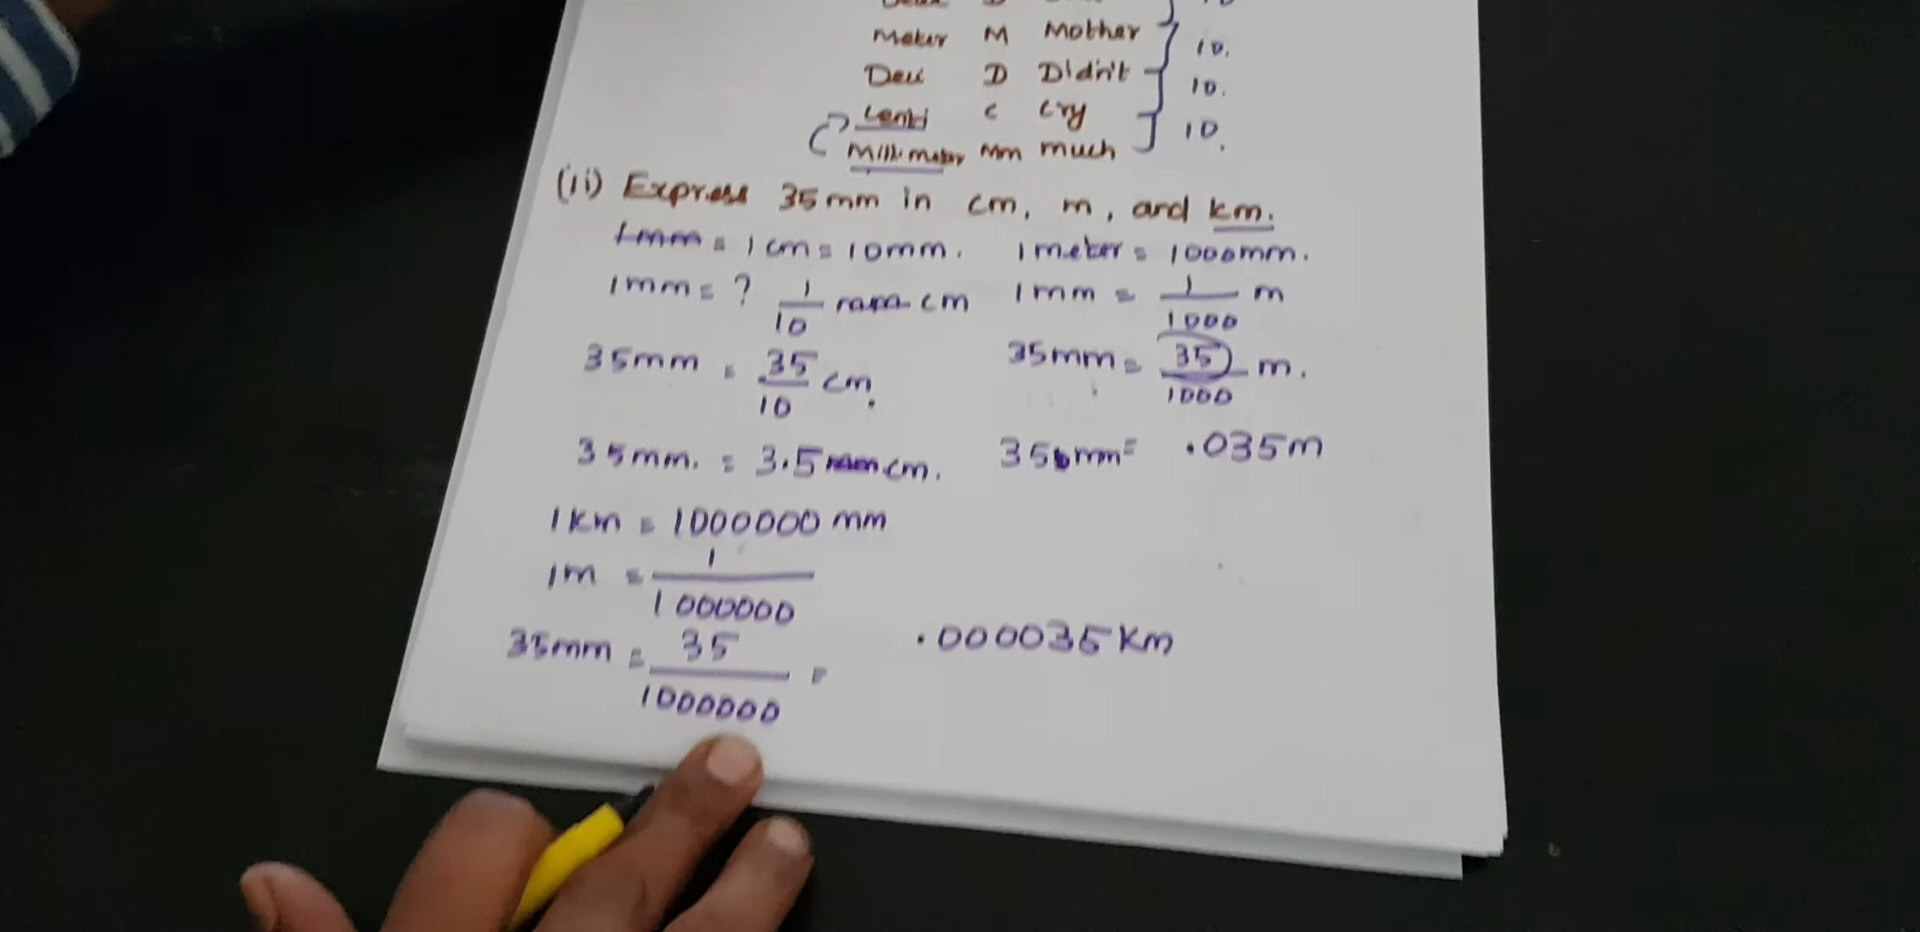 Meter M Mother 10.
Deci D Didn't 10.
Centi C Cry 10.
Millimeter Mm much
(ii) Express 35mm in cm, m, and km.
1mm = 1cm = 10mm. 1 meter = 1000mm.
1mm = ? 1/10 cm 1mm = 1/1000 m
35mm = 35/10 cm. 35mm = 35/1000 m.
35mm. = 3.5 cm. 35mm = .035m
1km = 1000000 mm
1m = 1/1000000
35mm = 35/1000000 = .000035 Km